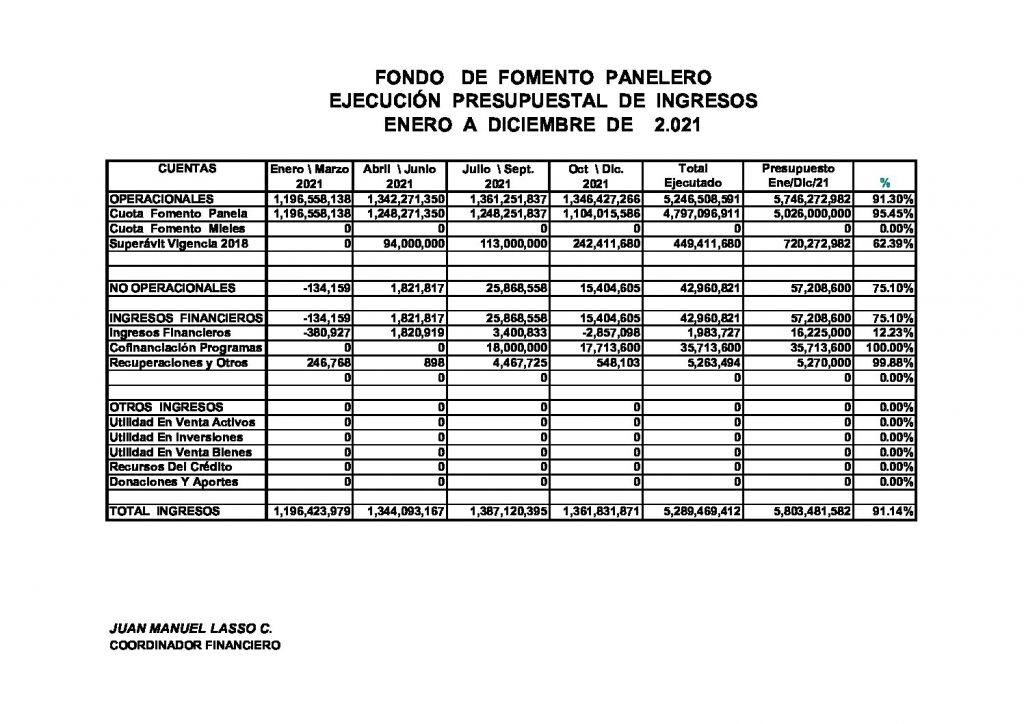 FONDO DE FOMENTO PANELERO
EJECUCIÓN PRESUPUESTAL DE INGRESOS
ENERO A DICIEMBRE DE 2.021
CUENTAS Enero \ Marzo Abril \ Junio Julio \ Sept. Oct \ Dic. Total Presupuesto
2021 2021 2021 2021 Ejecutado Ene/Dic/21 %
OPERACIONALES 1,196,558,138 1,342,271,350 1,361,251,837 1,346,427,266 5,246,508,591 5,746,272,982 91.30%
Cuota Fomento Panela 1,196,558,138 1,248,271,350 1,248,251,837 1,104,015,586 4,797,096,911 5,026,000,000 95.45%
Cuota Fomento Mieles 0 0 0 0 0 0 0.00%
Superávit Vigencia 2018 0 94,000,000 113,000,000 242,411,680 449,411,680 720,272,982 62.39%
NO OPERACIONALES -134,159 1,821,817 25,868,558 15,404,605 42,960,821 57,208,600 75.10%
INGRESOS FINANCIEROS -134,159 1,821,817 25,868,558 15,404,605 42,960,821 57,208,600 75.10%
Ingresos Financieros -380,927 1,820,919 3,400,833 -2,857,098 1,983,727 16,225,000 12.23%
Cofinanciación Programas 0 0 18,000,000 17,713,600 35,713,600 35,713,600 100.00%
Recuperaciones y Otros 246,768 898 4,467,725 548,103 5,263,494 5,270,000 99.88%
0 0 0 0 0 0.00%
OTROS INGRESOS 0 0 0 0 0 0 0.00%
Utilidad En Venta Activos 0 0 0 0 0 0 0.00%
Utilidad En Inversiones 0 0 0 0 0 0 0.00%
Utilidad En Venta Bienes 0 0 0 0 0 0 0.00%
Recursos Del Crédito 0 0 0 0 0 0 0.00%
Donaciones Y Aportes 0 0 0 0 0 0 0.00%
TOTAL INGRESOS 1,196,423,979 1,344,093,167 1,387,120,395 1,361,831,871 5,289,469,412 5,803,481,582 91.14%
JUAN MANUEL LASSO C.
COORDINADOR FINANCIERO